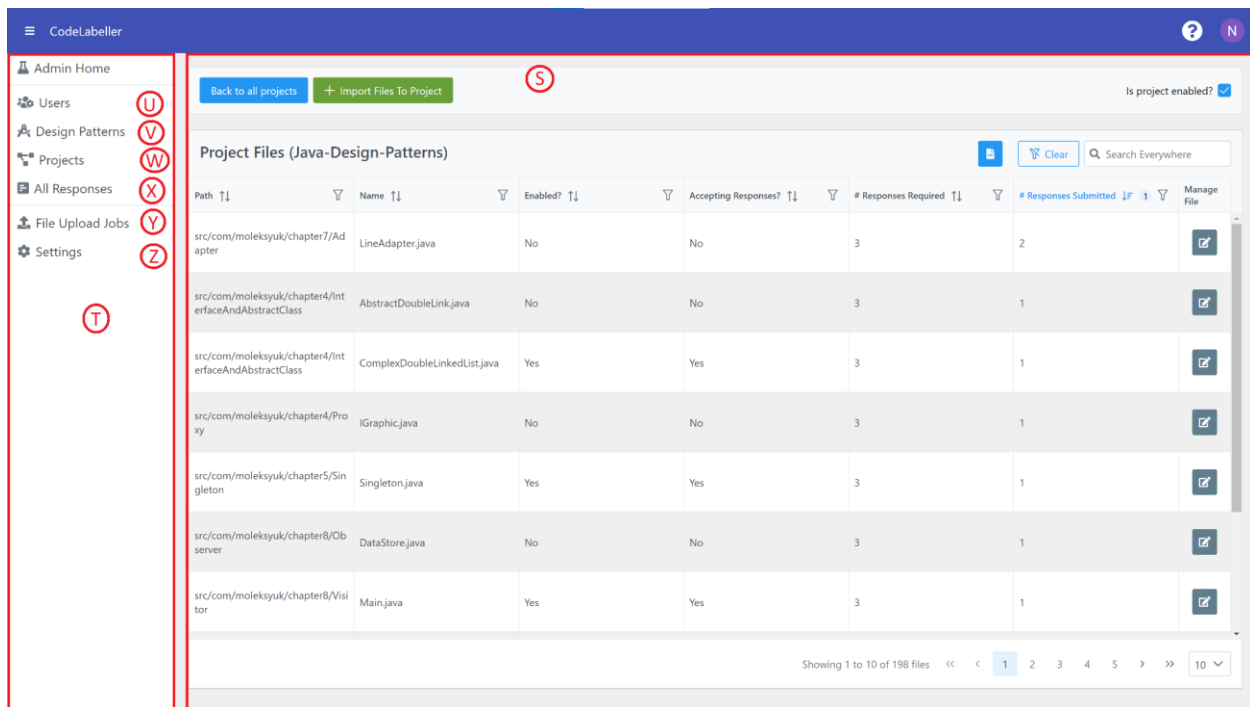 CodeLabeller
?
N
Admin Home
Users
U
Design Patterns
V
Projects
W
All Responses
X
File Upload Jobs
Y
Settings
Z
T
S
Back to all projects
+ Import Files To Project
Is project enabled?
Project Files (Java-Design-Patterns)
Clear
Search Everywhere
Path Name Enabled? Accepting Responses? # Responses Required # Responses Submitted 1 Manage
File
src/com/moleksyuk/chapter7/Ad
apter
LineAdapter.java No No 3 2
src/com/moleksyuk/chapter4/Int
erfaceAndAbstractClass
AbstractDoubleLink.java No No 3 1
src/com/moleksyuk/chapter4/Int
erfaceAndAbstractClass
ComplexDoubleLinkedList.java Yes Yes 3 1
src/com/moleksyuk/chapter4/Pro
xy
IGraphic.java No No 3 1
src/com/moleksyuk/chapter5/Sin
gleton
Singleton.java Yes Yes 3 1
src/com/moleksyuk/chapter8/Ob
server
DataStore.java No No 3 1
src/com/moleksyuk/chapter8/Visi
tor
Main.java Yes Yes 3 1
Showing 1 to 10 of 198 files << < 1 2 3 4 5 > >> 10